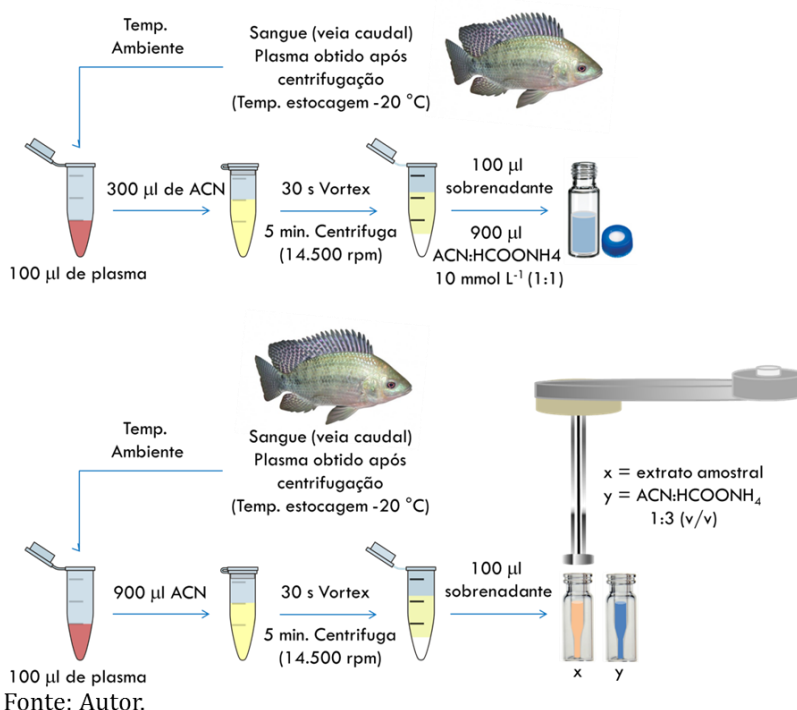 Temp.
Ambiente
Sangue (veia caudal)
Plasma obtido após
centrifugação
(Temp. estocagem -20 °C)
300 µl de ACN
30 s Vortex
5 min. Centrifuga
(14.500 rpm)
100 µl
sobrenadante
900 µl
ACN:HCOONH4
10 mmol L⁻¹ (1:1)
100 µl de plasma
Temp.
Ambiente
Sangue (veia caudal)
Plasma obtido após
centrifugação
(Temp. estocagem -20 °C)
x = extrato amostral
y = ACN:HCOONH₄
1:3 (v/v)
900 µl ACN
30 s Vortex
5 min. Centrifuga
(14.500 rpm)
100 µl
sobrenadante
100 µl de plasma
x
y
Fonte: Autor.